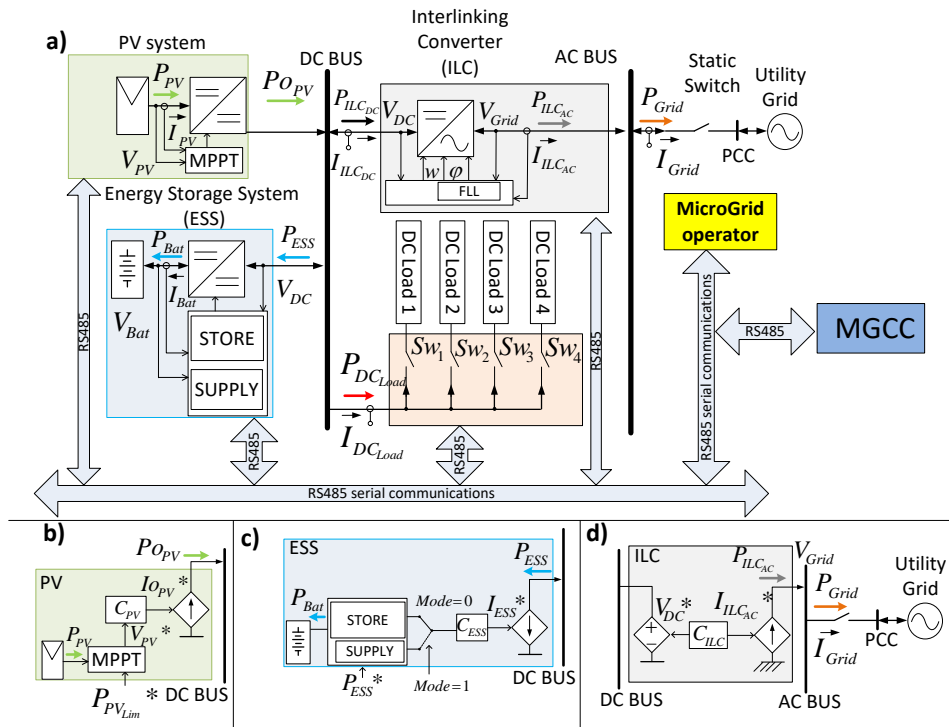 a)
PV system
P_PV
I_PV
V_PV
MPPT
Po_PV
DC BUS
Interlinking
Converter
(ILC)
P_ILC_DC
I_ILC_DC
V_DC
V_Grid
w
φ
FLL
P_ILC_AC
I_ILC_AC
AC BUS
P_Grid
I_Grid
Static
Switch
PCC
Utility
Grid
Energy Storage System
(ESS)
P_Bat
I_Bat
V_Bat
P_ESS
V_DC
STORE
SUPPLY
DC Load 1
DC Load 2
DC Load 3
DC Load 4
Sw_1
Sw_2
Sw_3
Sw_4
P_DC_Load
I_DC_Load
MicroGrid
operator
MGCC
RS485
RS485
RS485
RS485
RS485
RS485 serial communications
RS485 serial communications
b)
PV
Po_PV
Io_PV *
C_PV
V_PV *
P_PV
MPPT
P_PV_Lim *
DC BUS
c)
ESS
P_Bat
STORE
SUPPLY
P_ESS *
Mode=0
Mode=1
C_ESS
I_ESS *
P_ESS
DC BUS
d)
ILC
V_DC *
C_ILC
I_ILC_AC *
P_ILC_AC
V_Grid
P_Grid
I_Grid
PCC
Utility
Grid
DC BUS
AC BUS